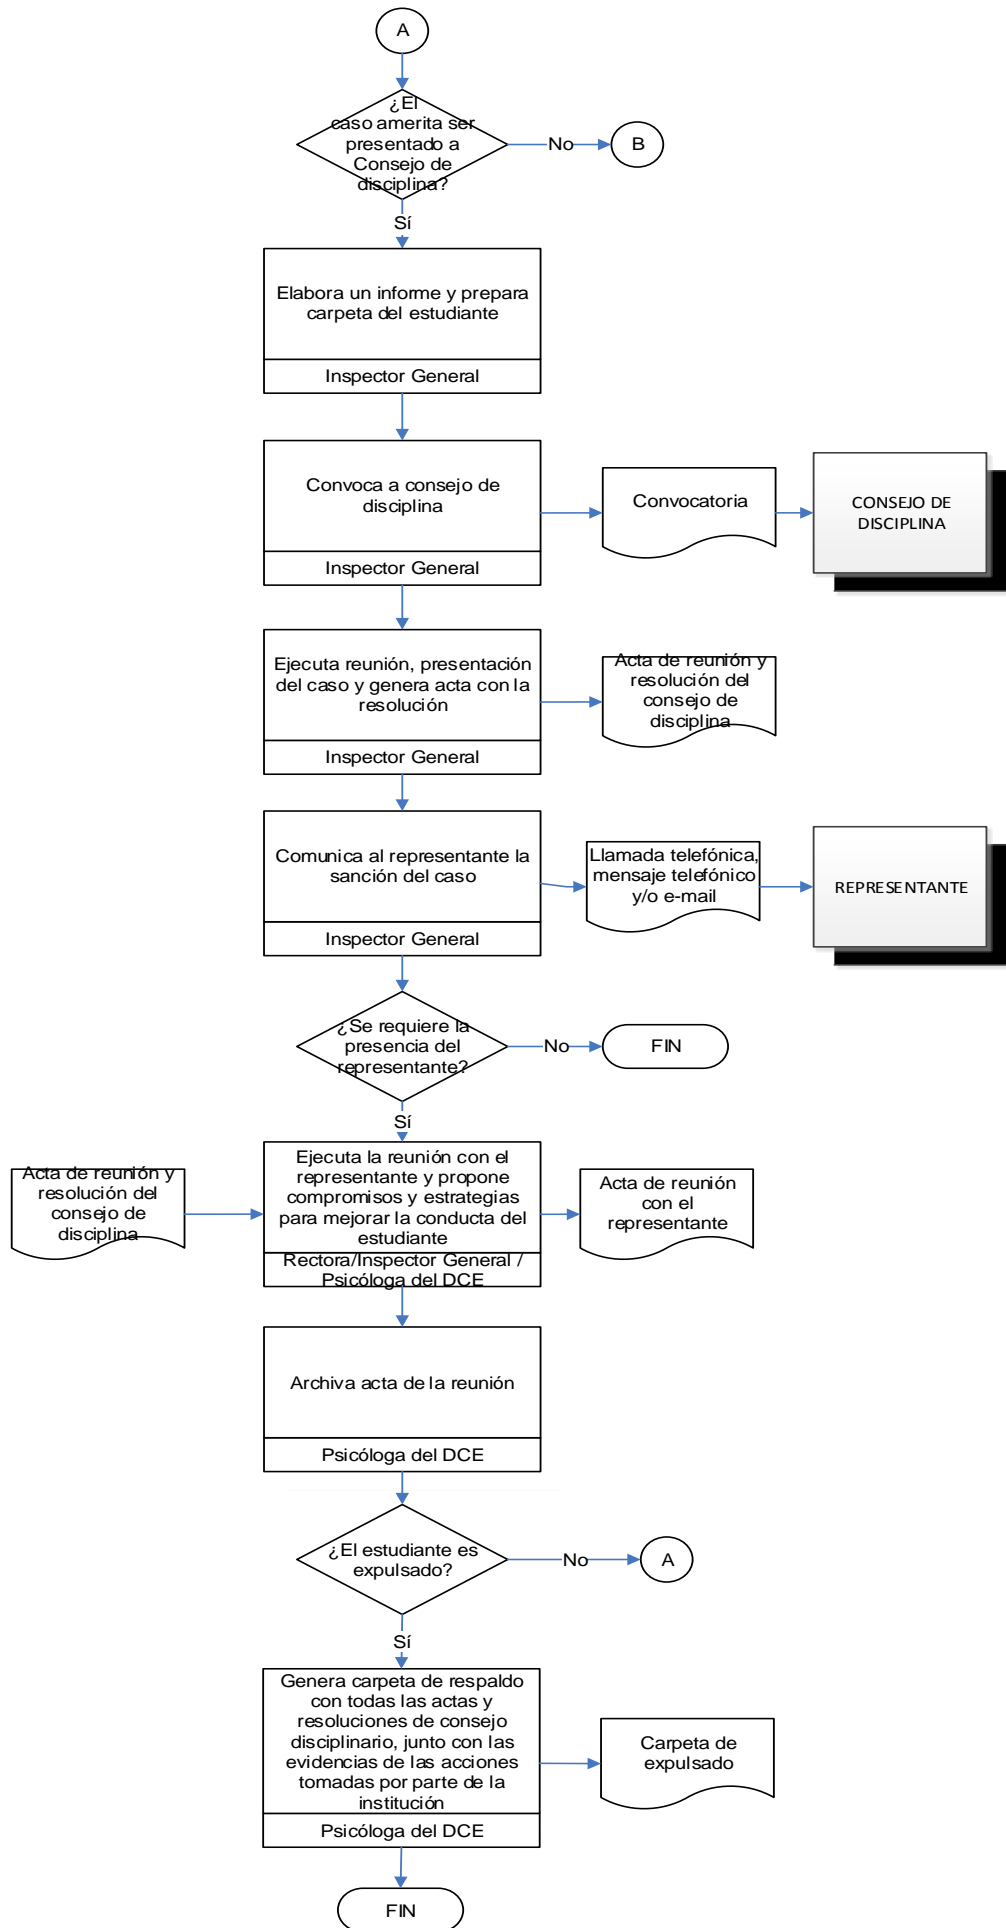 A
¿El
caso amerita ser
presentado a
Consejo de
disciplina?
No
B
Sí
Elabora un informe y prepara
carpeta del estudiante
Inspector General
Convoca a consejo de
disciplina
Inspector General
Convocatoria
CONSEJO DE
DISCIPLINA
Ejecuta reunión, presentación
del caso y genera acta con la
resolución
Inspector General
Acta de reunión y
resolución del
consejo de
disciplina
Comunica al representante la
sanción del caso
Inspector General
Llamada telefónica,
mensaje telefónico
y/o e-mail
REPRESENTANTE
¿Se requiere la
presencia del
representante?
No
FIN
Sí
Acta de reunión y
resolución del
consejo de
disciplina
Ejecuta la reunión con el
representante y propone
compromisos y estrategias
para mejorar la conducta del
estudiante
Rectora/Inspector General /
Psicóloga del DCE
Acta de reunión
con el
representante
Archiva acta de la reunión
Psicóloga del DCE
¿El estudiante es
expulsado?
No
A
Sí
Genera carpeta de respaldo
con todas las actas y
resoluciones de consejo
disciplinario, junto con las
evidencias de las acciones
tomadas por parte de la
institución
Psicóloga del DCE
Carpeta de
expulsado
FIN